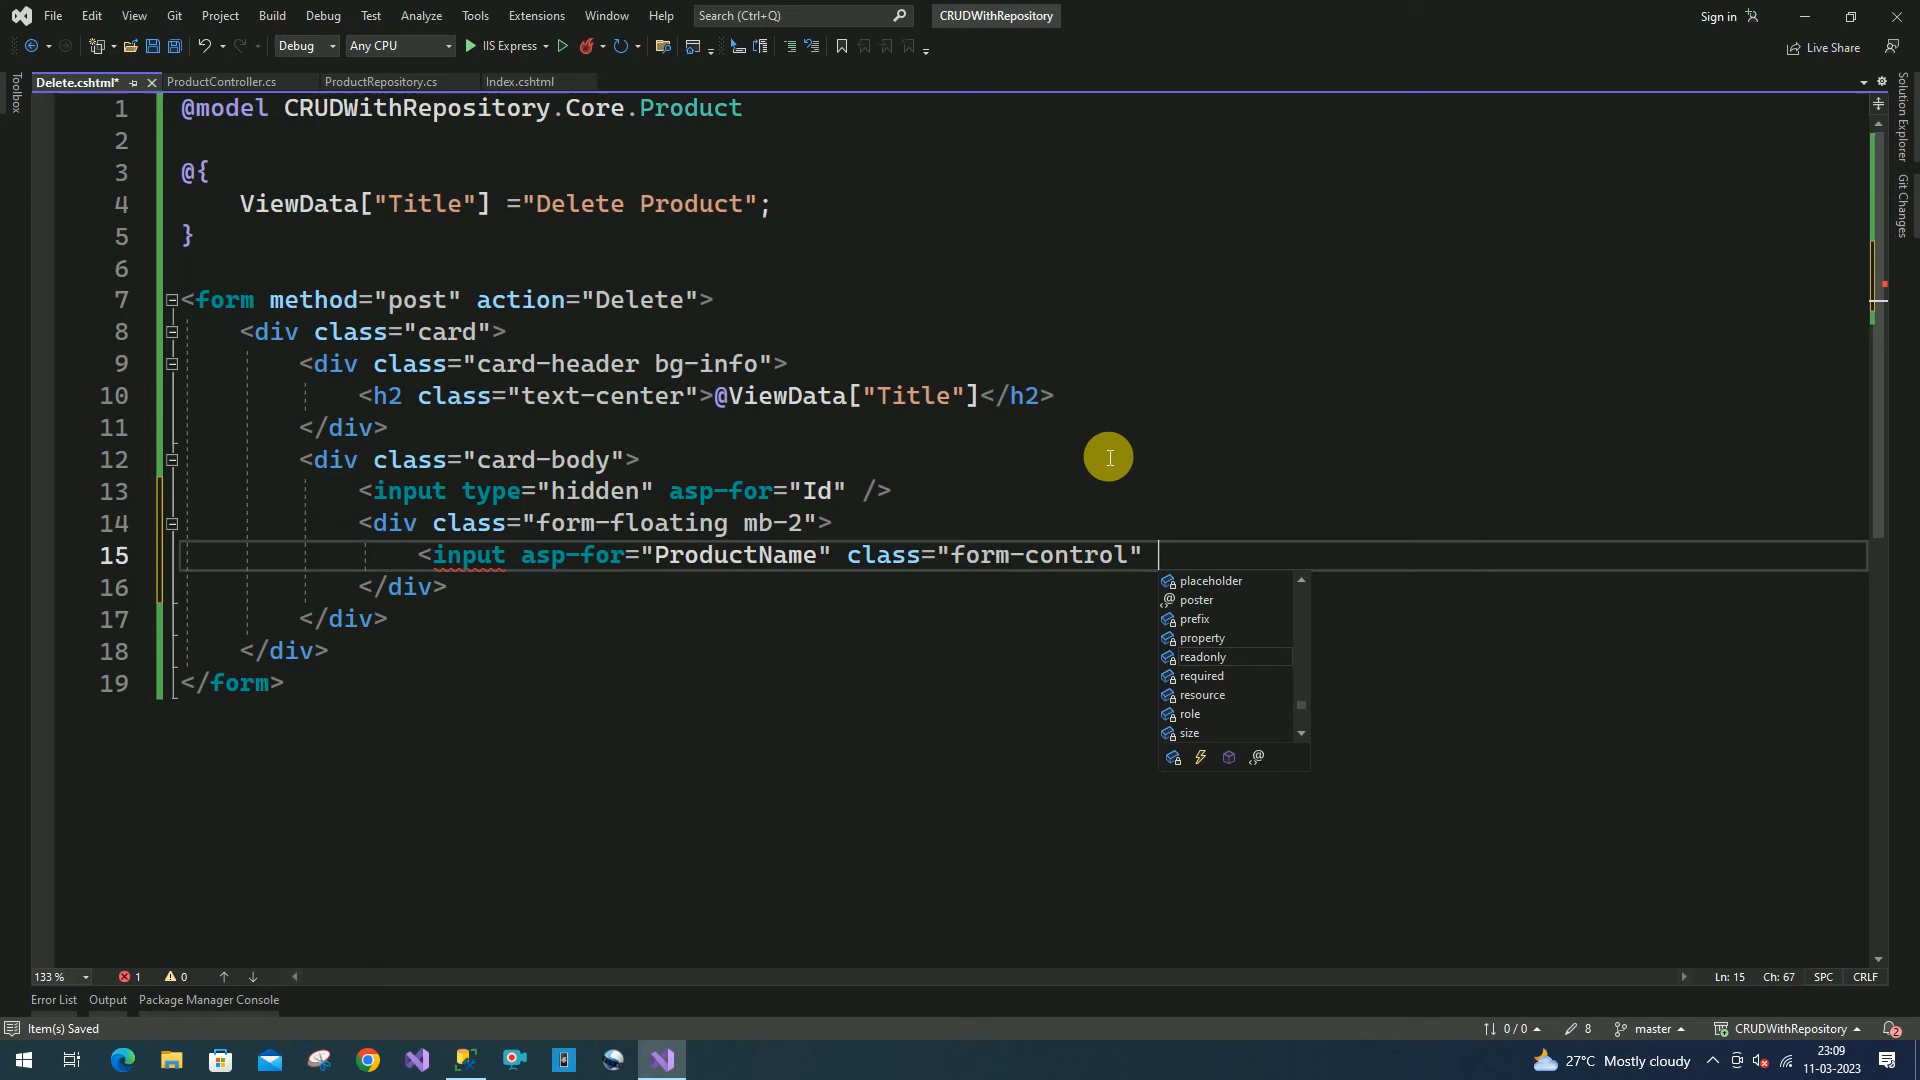 File Edit View Git Project Build Debug Test Analyze Tools Extensions Window Help Search (Ctrl+Q) CRUDWithRepository Sign in
Debug Any CPU IIS Express Live Share
Delete.cshtml* ProductController.cs ProductRepository.cs Index.cshtml
Toolbox
Solution Explorer
Git Changes
1 @model CRUDWithRepository.Core.Product
2
3 @{
4 ViewData["Title"] ="Delete Product";
5 }
6
7 <form method="post" action="Delete">
8 <div class="card">
9 <div class="card-header bg-info">
10 <h2 class="text-center">@ViewData["Title"]</h2>
11 </div>
12 <div class="card-body">
13 <input type="hidden" asp-for="Id" />
14 <div class="form-floating mb-2">
15 <input asp-for="ProductName" class="form-control"
16 </div>
17 </div>
18 </div>
19 </form>
placeholder
poster
prefix
property
readonly
required
resource
role
size
133 % 1 0 Ln: 15 Ch: 67 SPC CRLF
Error List Output Package Manager Console
Item(s) Saved 0 / 0 8 master CRUDWithRepository 2
27°C Mostly cloudy 23:09
11-03-2023